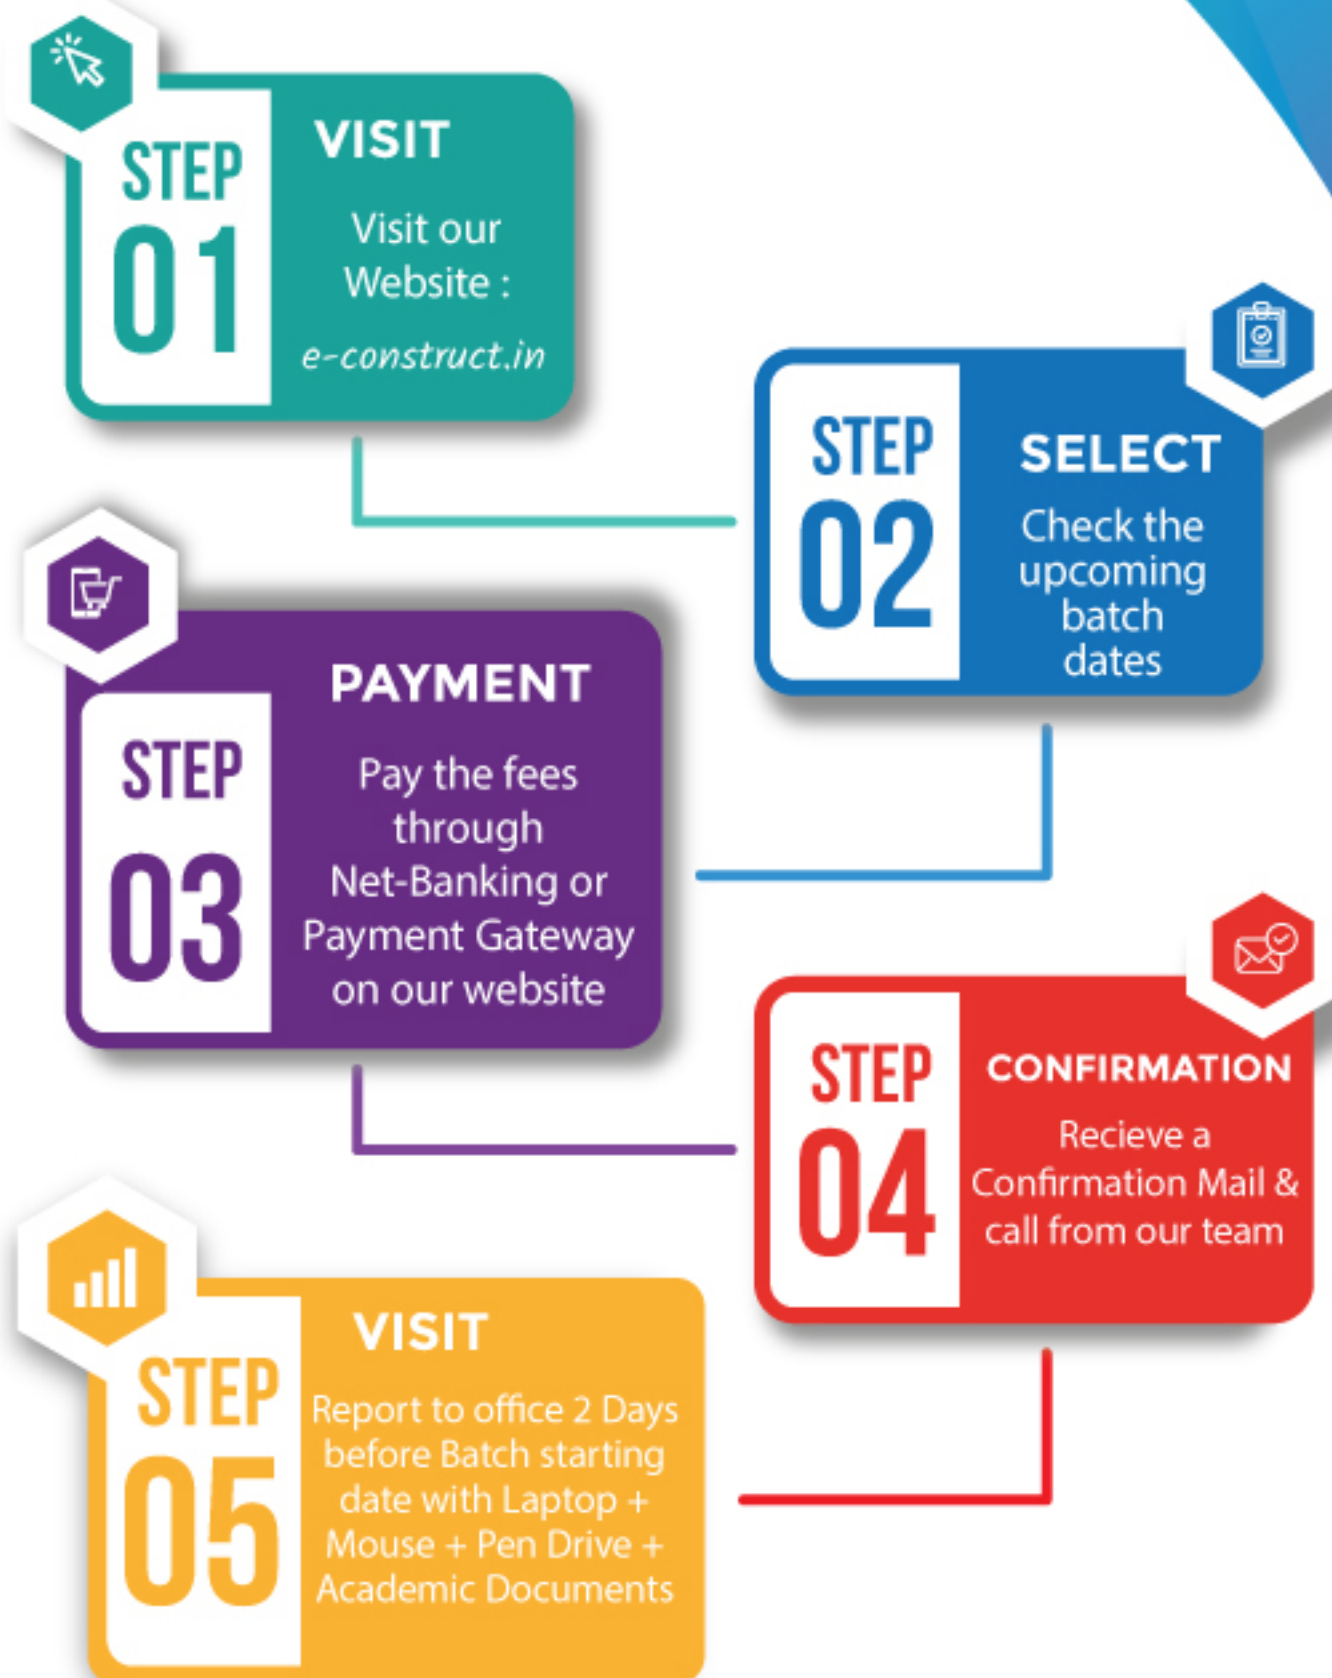 STEP
01
VISIT
Visit our
Website :
e-construct.in
STEP
02
SELECT
Check the
upcoming
batch
dates
STEP
03
PAYMENT
Pay the fees
through
Net-Banking or
Payment Gateway
on our website
STEP
04
CONFIRMATION
Recieve a
Confirmation Mail &
call from our team
STEP
05
VISIT
Report to office 2 Days
before Batch starting
date with Laptop +
Mouse + Pen Drive +
Academic Documents